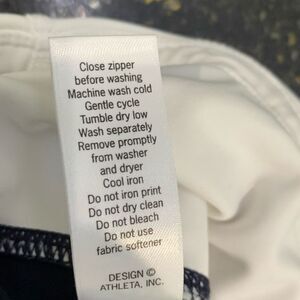 Close zipper
before washing
Machine wash cold
Gentle cycle
Tumble dry low
Wash separately
Remove promptly
from washer
and dryer
Cool iron
Do not iron print
Do not dry clean
Do not bleach
Do not use
fabric softener
DESIGN ©
ATHLETA, INC.